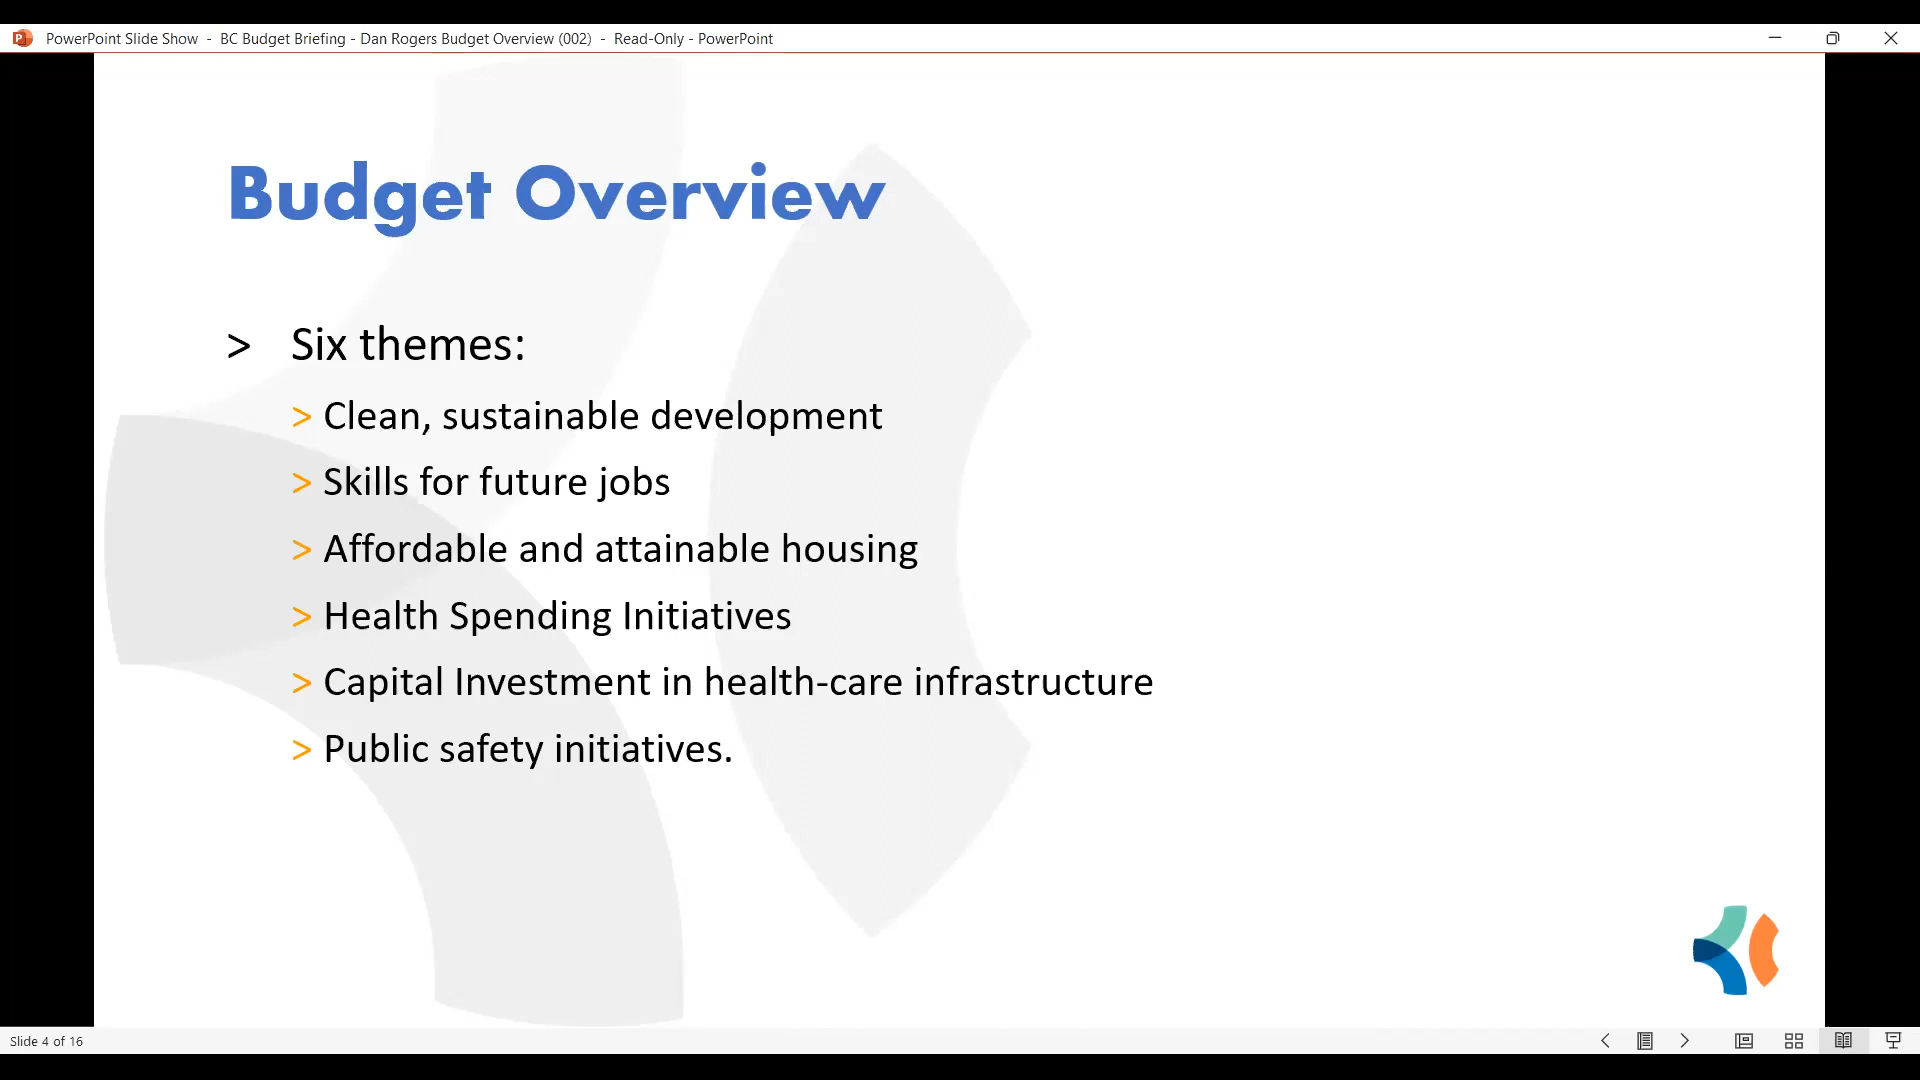 PowerPoint Slide Show - BC Budget Briefing - Dan Rogers Budget Overview (002) - Read-Only - PowerPoint
Budget Overview
> Six themes:
> Clean, sustainable development
> Skills for future jobs
> Affordable and attainable housing
> Health Spending Initiatives
> Capital Investment in health-care infrastructure
> Public safety initiatives.
Slide 4 of 16